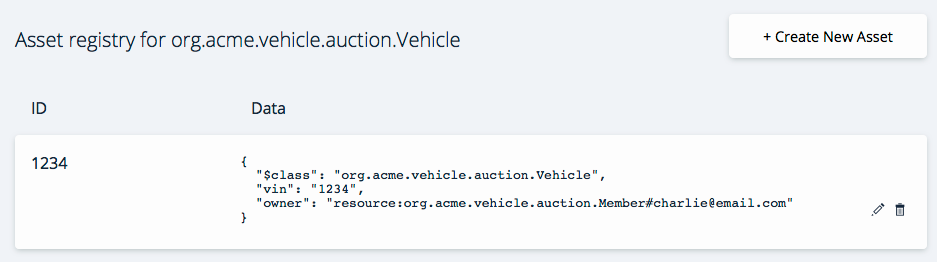 Asset registry for org.acme.vehicle.auction.Vehicle
+ Create New Asset
ID Data
1234
{
"$class": "org.acme.vehicle.auction.Vehicle",
"vin": "1234",
"owner": "resource:org.acme.vehicle.auction.Member#charlie@email.com"
}